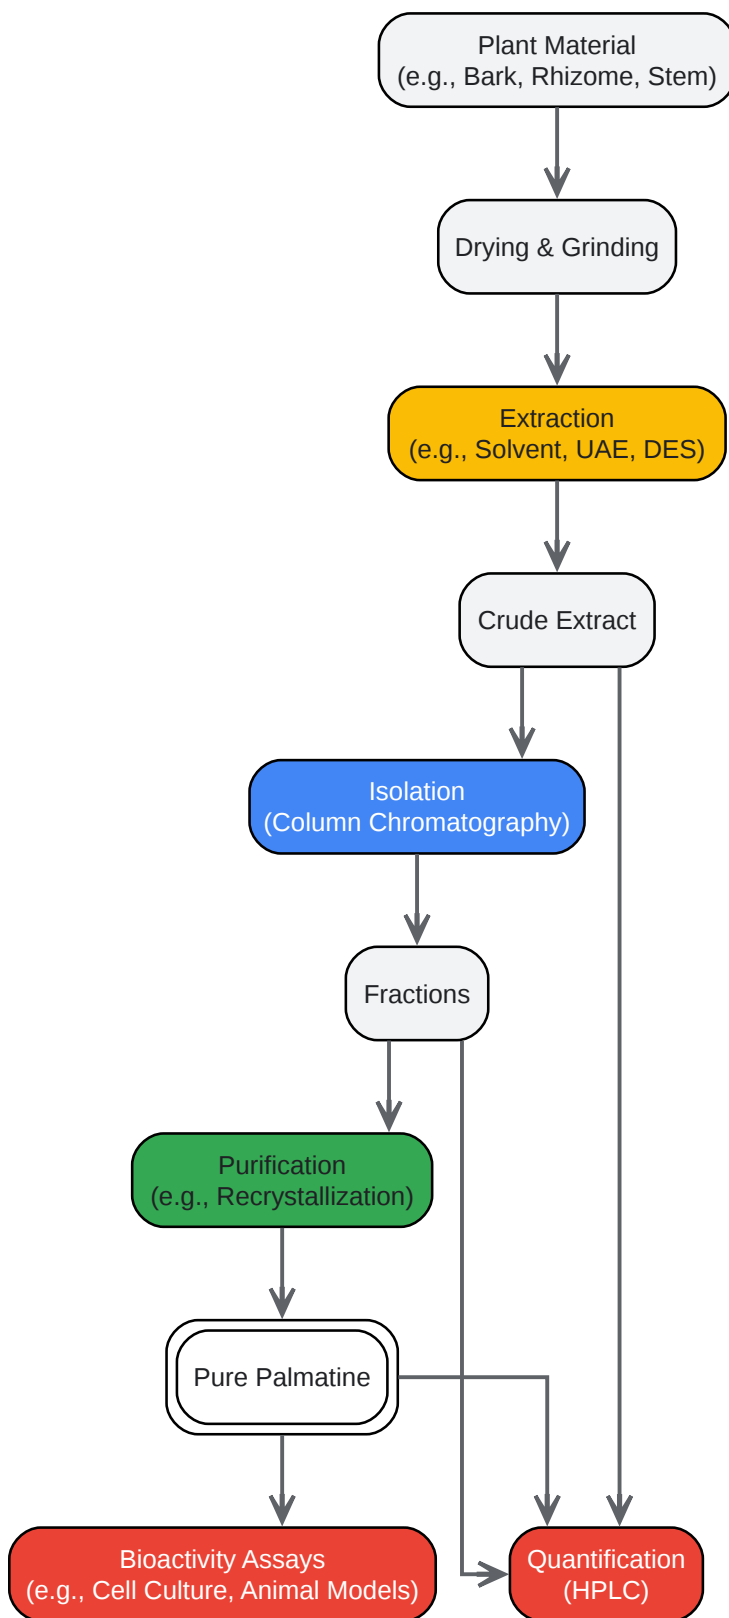 Plant Material
(e.g., Bark, Rhizome, Stem)
Drying & Grinding
Extraction
(e.g., Solvent, UAE, DES)
Crude Extract
Isolation
(Column Chromatography)
Fractions
Purification
(e.g., Recrystallization)
Pure Palmatine
Bioactivity Assays
(e.g., Cell Culture, Animal Models)
Quantification
(HPLC)